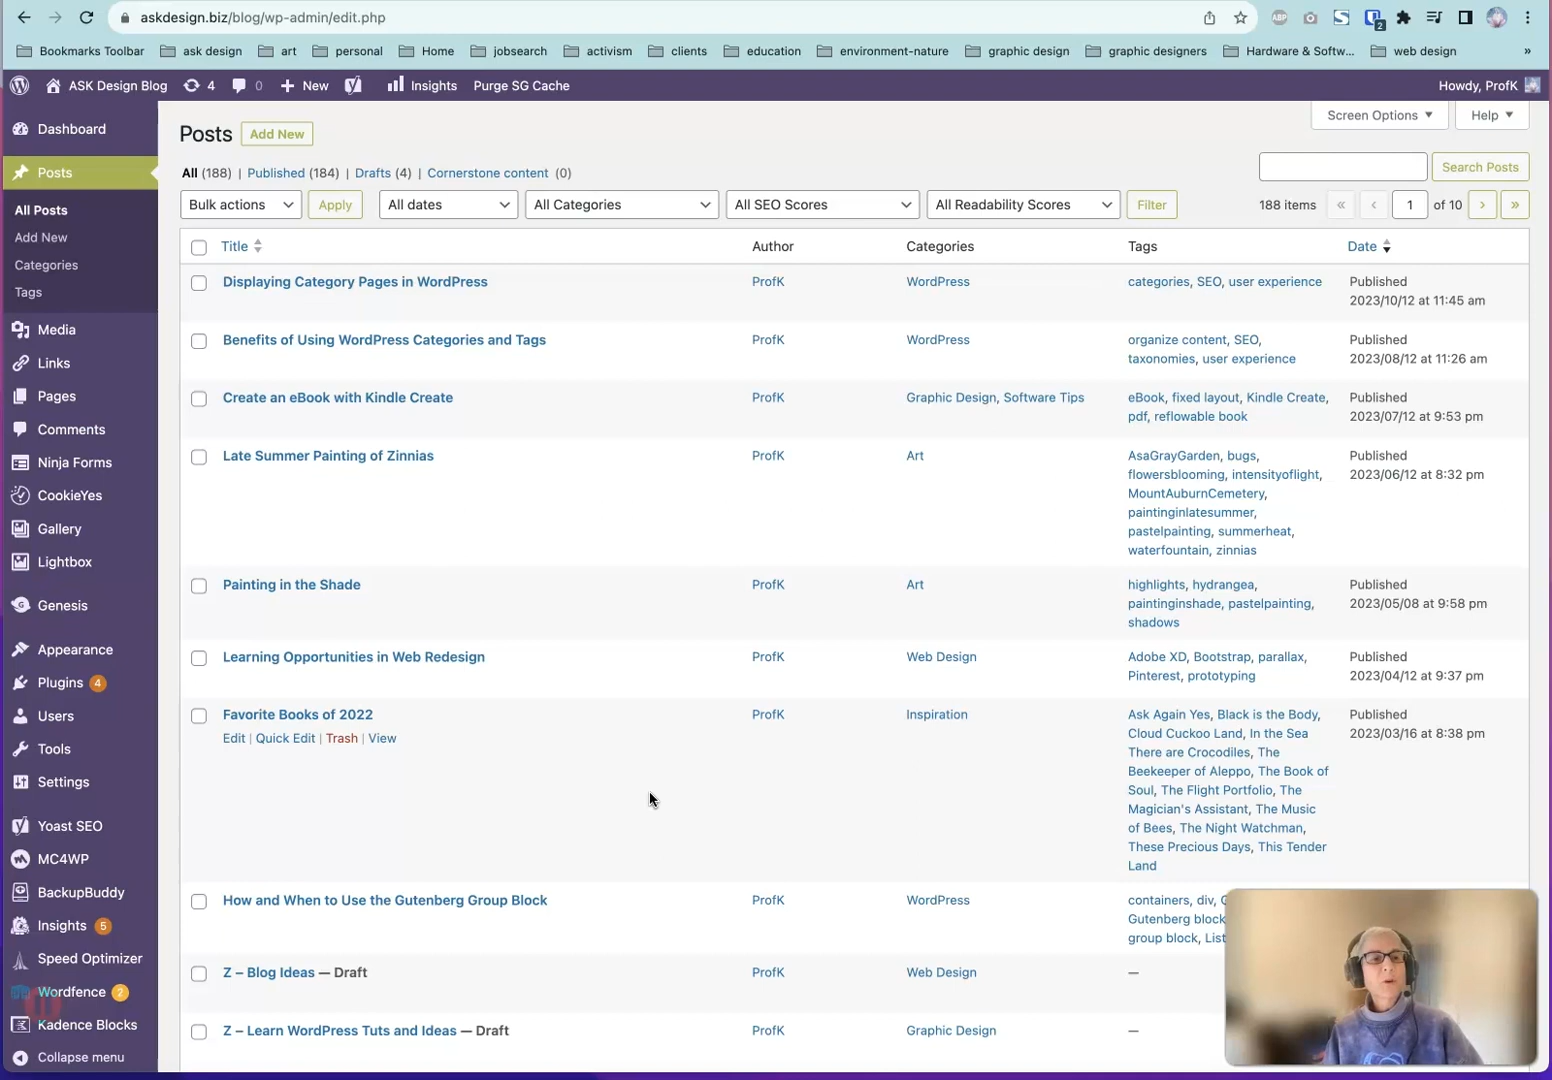 askdesign.biz/blog/wp-admin/edit.php
ABP
2
Bookmarks Toolbar ask design art personal Home jobsearch activism clients education environment-nature graphic design graphic designers Hardware & Softw... web design »
ASK Design Blog 4 0 New Insights Purge SG Cache Howdy, ProfK
Dashboard
Posts
All Posts
Add New
Categories
Tags
Media
Links
Pages
Comments
Ninja Forms
CookieYes
Gallery
Lightbox
Genesis
Appearance
Plugins 4
Users
Tools
Settings
Yoast SEO
MC4WP
BackupBuddy
Insights 5
Speed Optimizer
Wordfence 2
Kadence Blocks
Collapse menu
Screen Options Help
Posts Add New
All (188) | Published (184) | Drafts (4) | Cornerstone content (0)
Search Posts
Bulk actions Apply All dates All Categories All SEO Scores All Readability Scores Filter 188 items « ‹ 1 of 10 › »
Title Author Categories Tags Date
Displaying Category Pages in WordPress ProfK WordPress categories, SEO, user experience Published
2023/10/12 at 11:45 am
Benefits of Using WordPress Categories and Tags ProfK WordPress organize content, SEO, Published
taxonomies, user experience 2023/08/12 at 11:26 am
Create an eBook with Kindle Create ProfK Graphic Design, Software Tips eBook, fixed layout, Kindle Create, Published
pdf, reflowable book 2023/07/12 at 9:53 pm
Late Summer Painting of Zinnias ProfK Art AsaGrayGarden, bugs, Published
flowersblooming, intensityoflight, 2023/06/12 at 8:32 pm
MountAuburnCemetery,
paintinginlatesummer,
pastelpainting, summerheat,
waterfountain, zinnias
Painting in the Shade ProfK Art highlights, hydrangea, Published
paintinginshade, pastelpainting, 2023/05/08 at 9:58 pm
shadows
Learning Opportunities in Web Redesign ProfK Web Design Adobe XD, Bootstrap, parallax, Published
Pinterest, prototyping 2023/04/12 at 9:37 pm
Favorite Books of 2022 ProfK Inspiration Ask Again Yes, Black is the Body, Published
Edit | Quick Edit | Trash | View Cloud Cuckoo Land, In the Sea 2023/03/16 at 8:38 pm
There are Crocodiles, The
Beekeeper of Aleppo, The Book of
Soul, The Flight Portfolio, The
Magician's Assistant, The Music
of Bees, The Night Watchman,
These Precious Days, This Tender
Land
How and When to Use the Gutenberg Group Block ProfK WordPress containers, div,
Gutenberg block
group block, List
Z – Blog Ideas — Draft ProfK Web Design —
Z – Learn WordPress Tuts and Ideas — Draft ProfK Graphic Design —